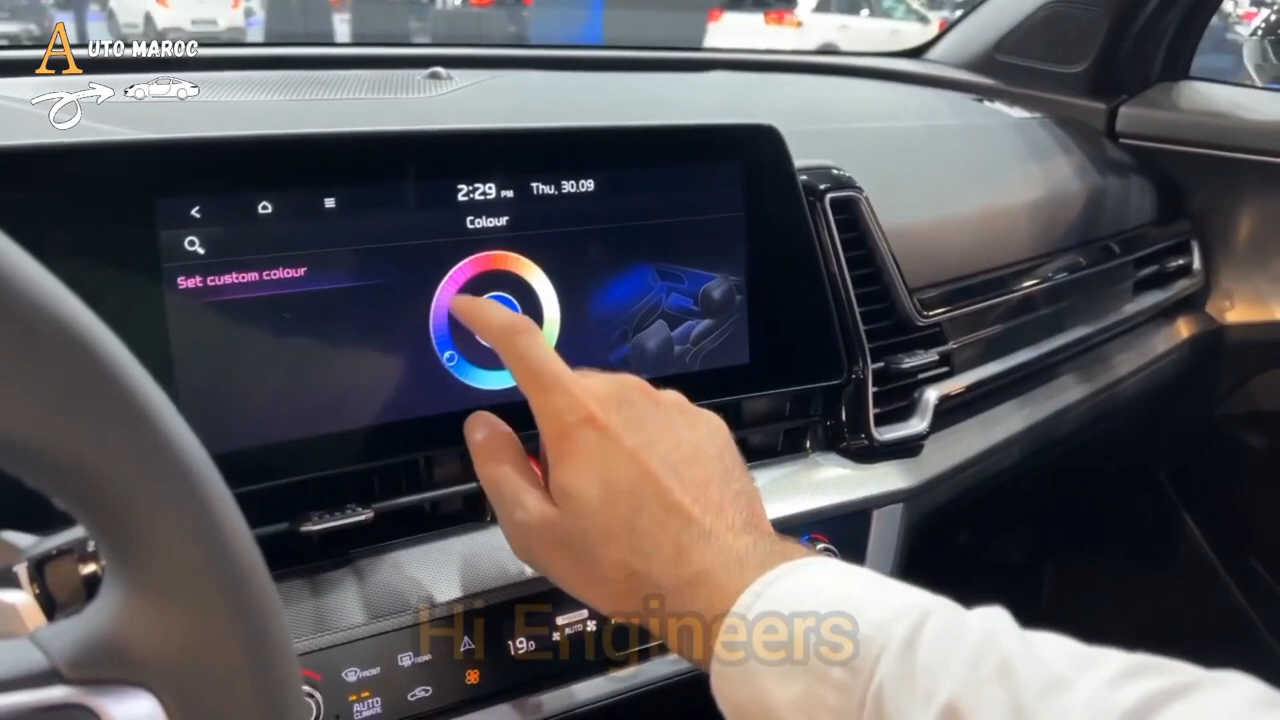 AUTO MAROC
2:29 PM Thu, 30.09
Colour
Set custom colour
Hi Engineers
FRONT
REAR
19.0
AUTO
AUTO
CLIMATE